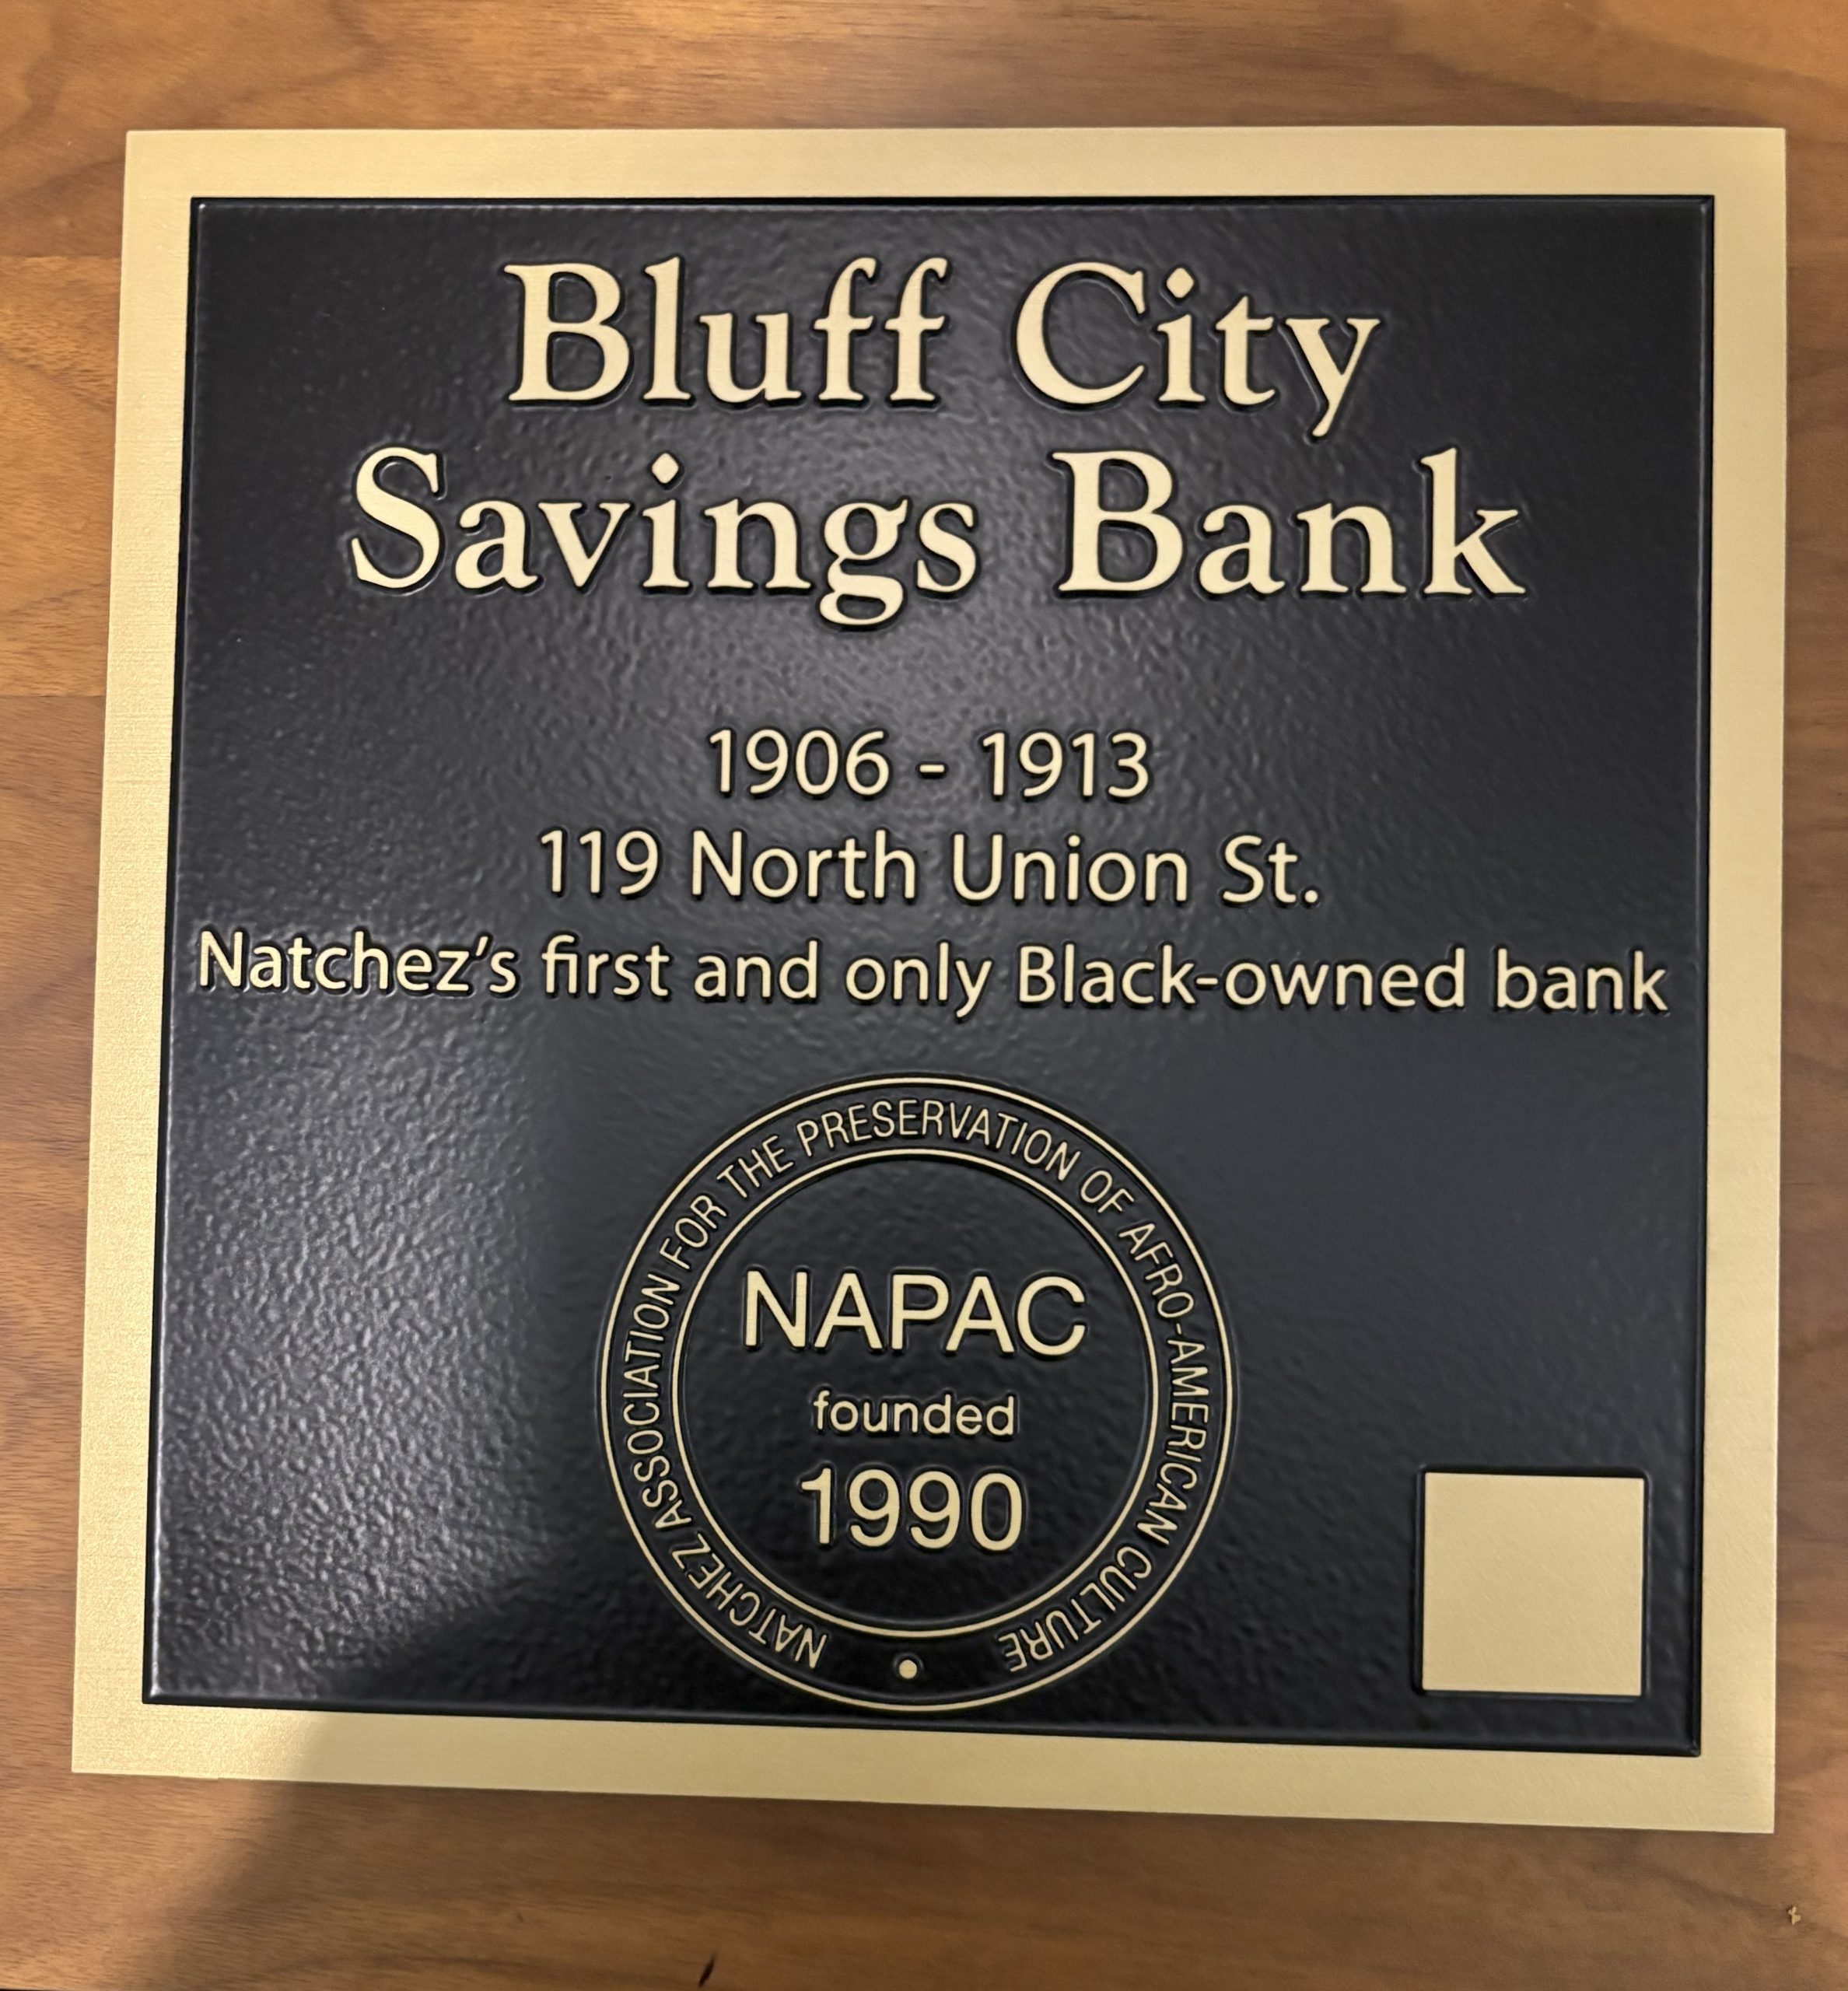 Bluff City
Savings Bank
1906 - 1913
119 North Union St.
Natchez’s first and only Black-owned bank
NATCHEZ ASSOCIATION FOR THE PRESERVATION OF AFRO-AMERICAN CULTURE
NAPAC
founded
1990